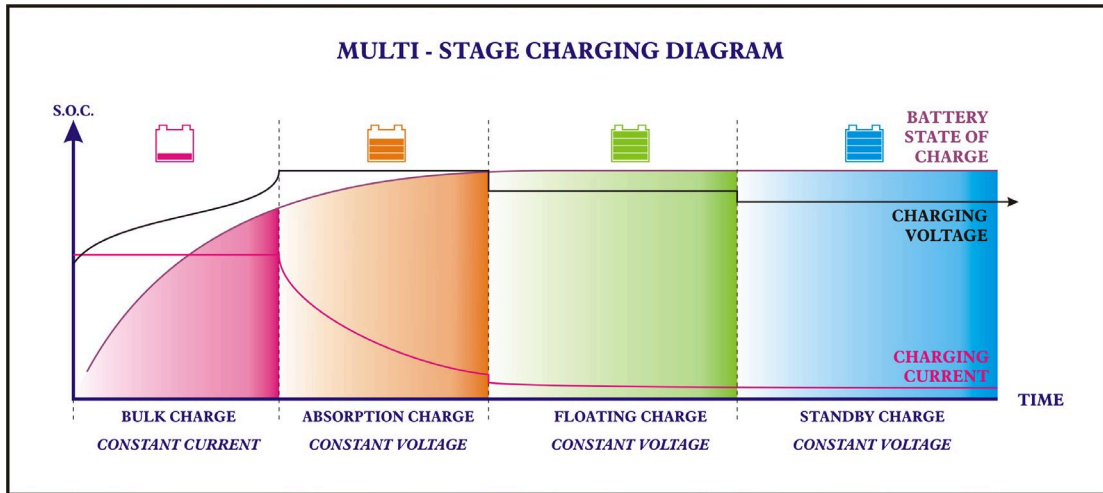 MULTI - STAGE CHARGING DIAGRAM
S.O.C.
BATTERY
STATE OF
CHARGE
CHARGING
VOLTAGE
CHARGING
CURRENT
TIME
BULK CHARGE
CONSTANT CURRENT
ABSORPTION CHARGE
CONSTANT VOLTAGE
FLOATING CHARGE
CONSTANT VOLTAGE
STANDBY CHARGE
CONSTANT VOLTAGE